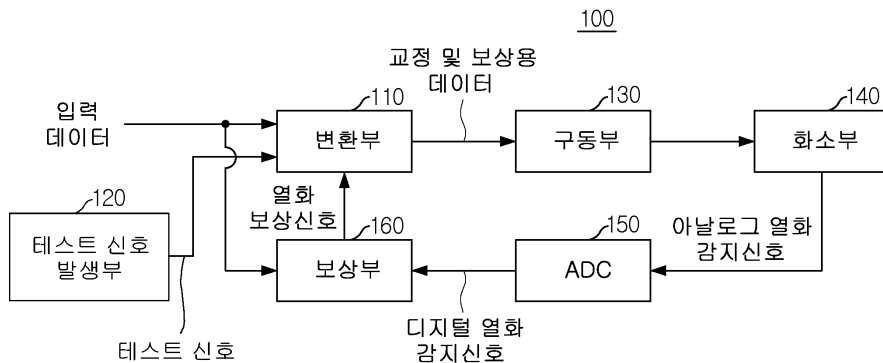 100
교정 및 보상용
데이터
입력
데이터
110
변환부
130
구동부
140
화소부
열화
보상신호
120
테스트 신호
발생부
160
보상부
150
ADC
아날로그 열화
감지신호
디지털 열화
감지신호
테스트 신호